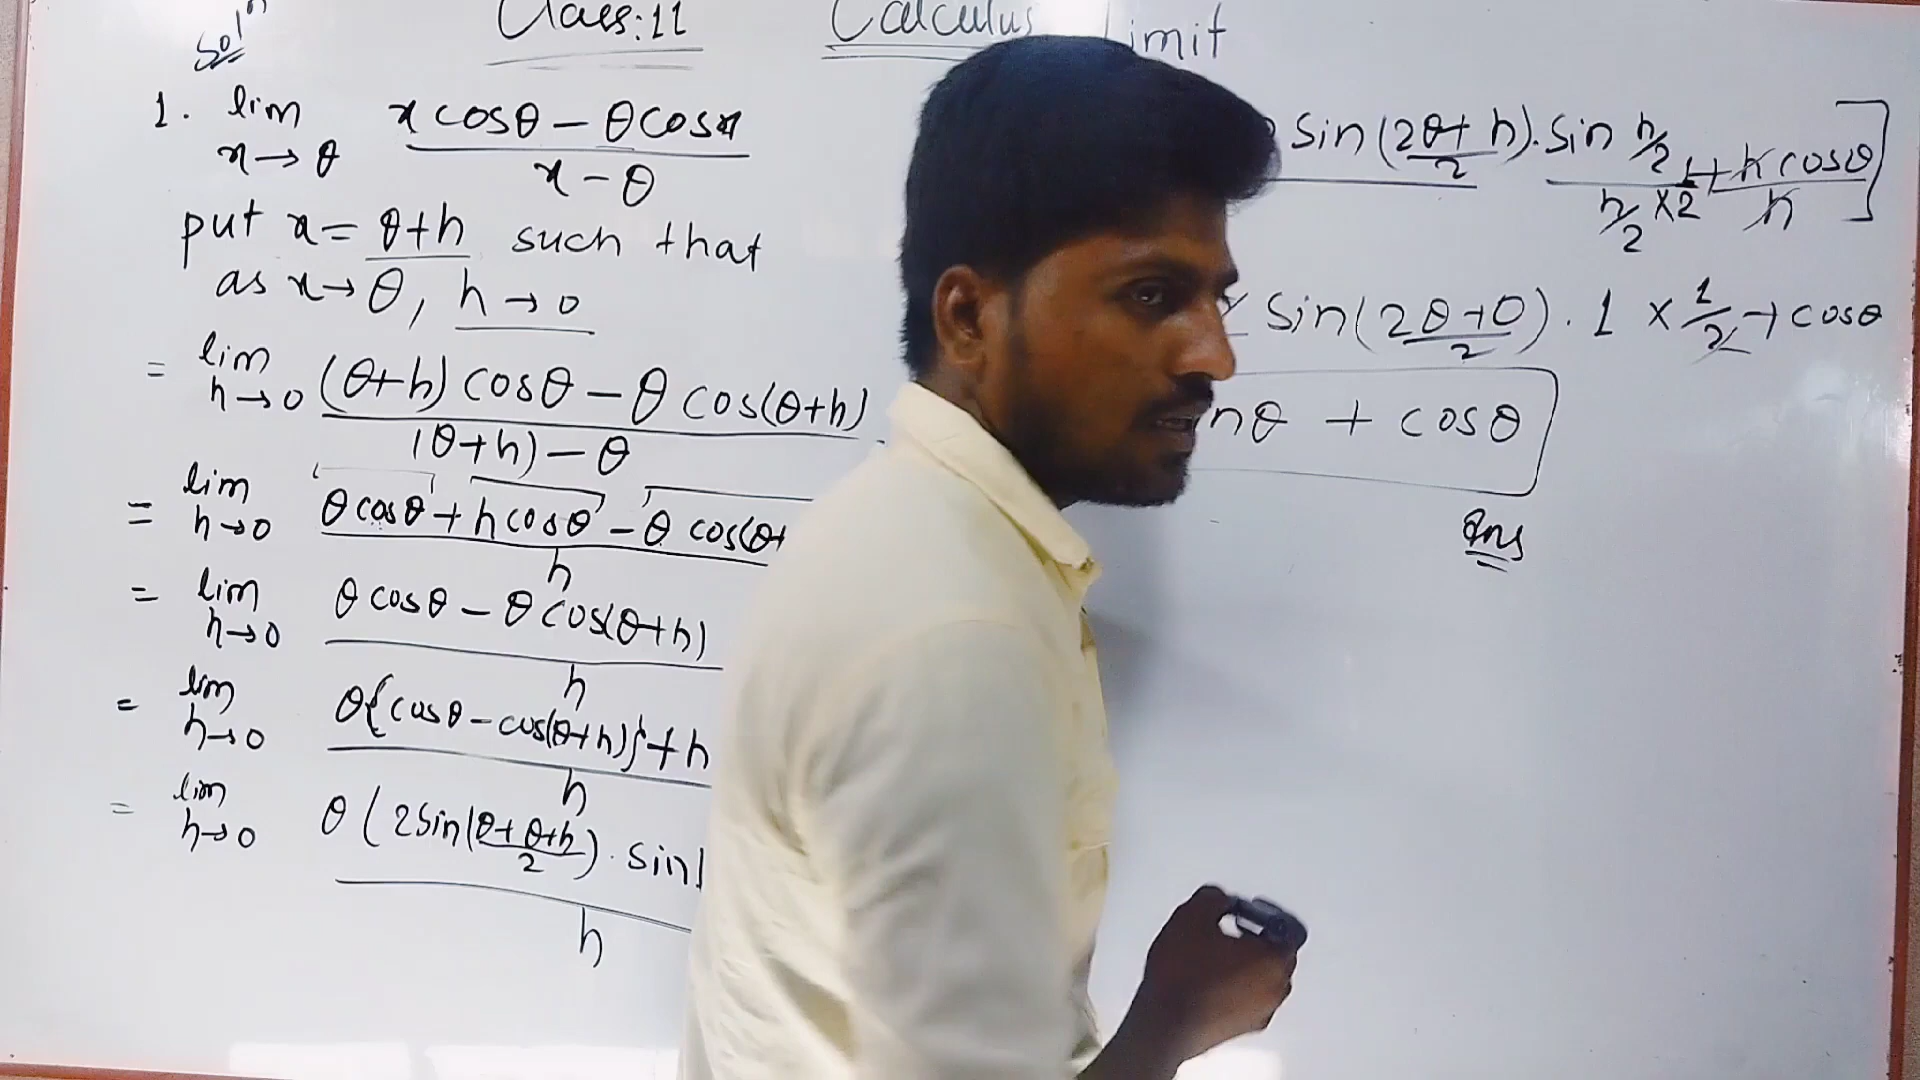 Solⁿ Class:11 Calculus Limit
1. lim x→θ (x cosθ − θ cosx)/(x − θ)
put x = θ+h such that
as x→θ, h→0
= lim h→0 ((θ+h) cosθ − θ cos(θ+h))/((θ+h) − θ)
= lim h→0 (θ cosθ + h cosθ − θ cos(θ+
h
= lim h→0 (θ cosθ − θ cos(θ+h)
h
= lim h→0 θ{cosθ − cos(θ+h)} + h
h
= lim h→0 θ (2 sin((θ+θ+h)/2) · sin(
h
sin((2θ+h)/2) · sin h/2 / (h/2 × 2) + h cosθ / h ]
sin((2θ+0)/2) · 1 × 1/2 + cosθ
nθ + cosθ
Ans